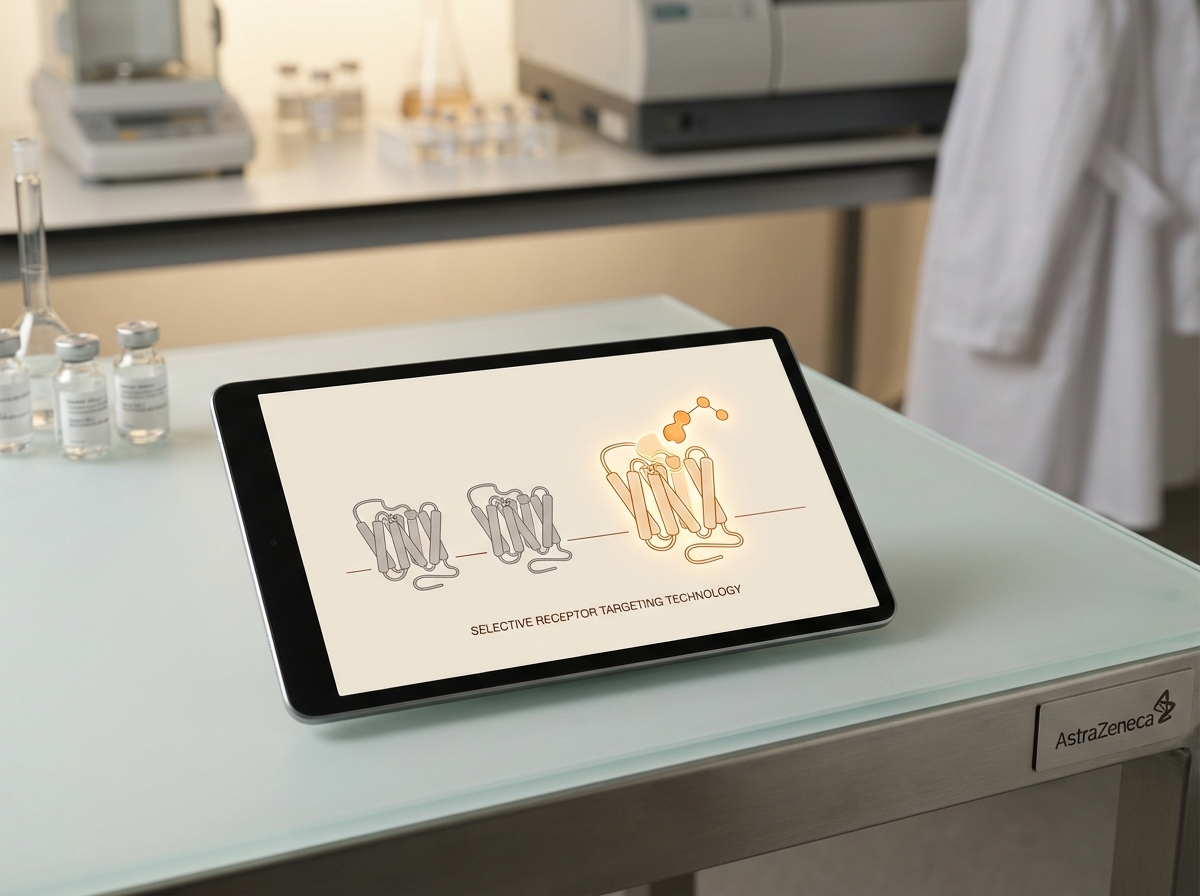 SELECTIVE RECEPTOR TARGETING TECHNOLOGY
AstraZeneca